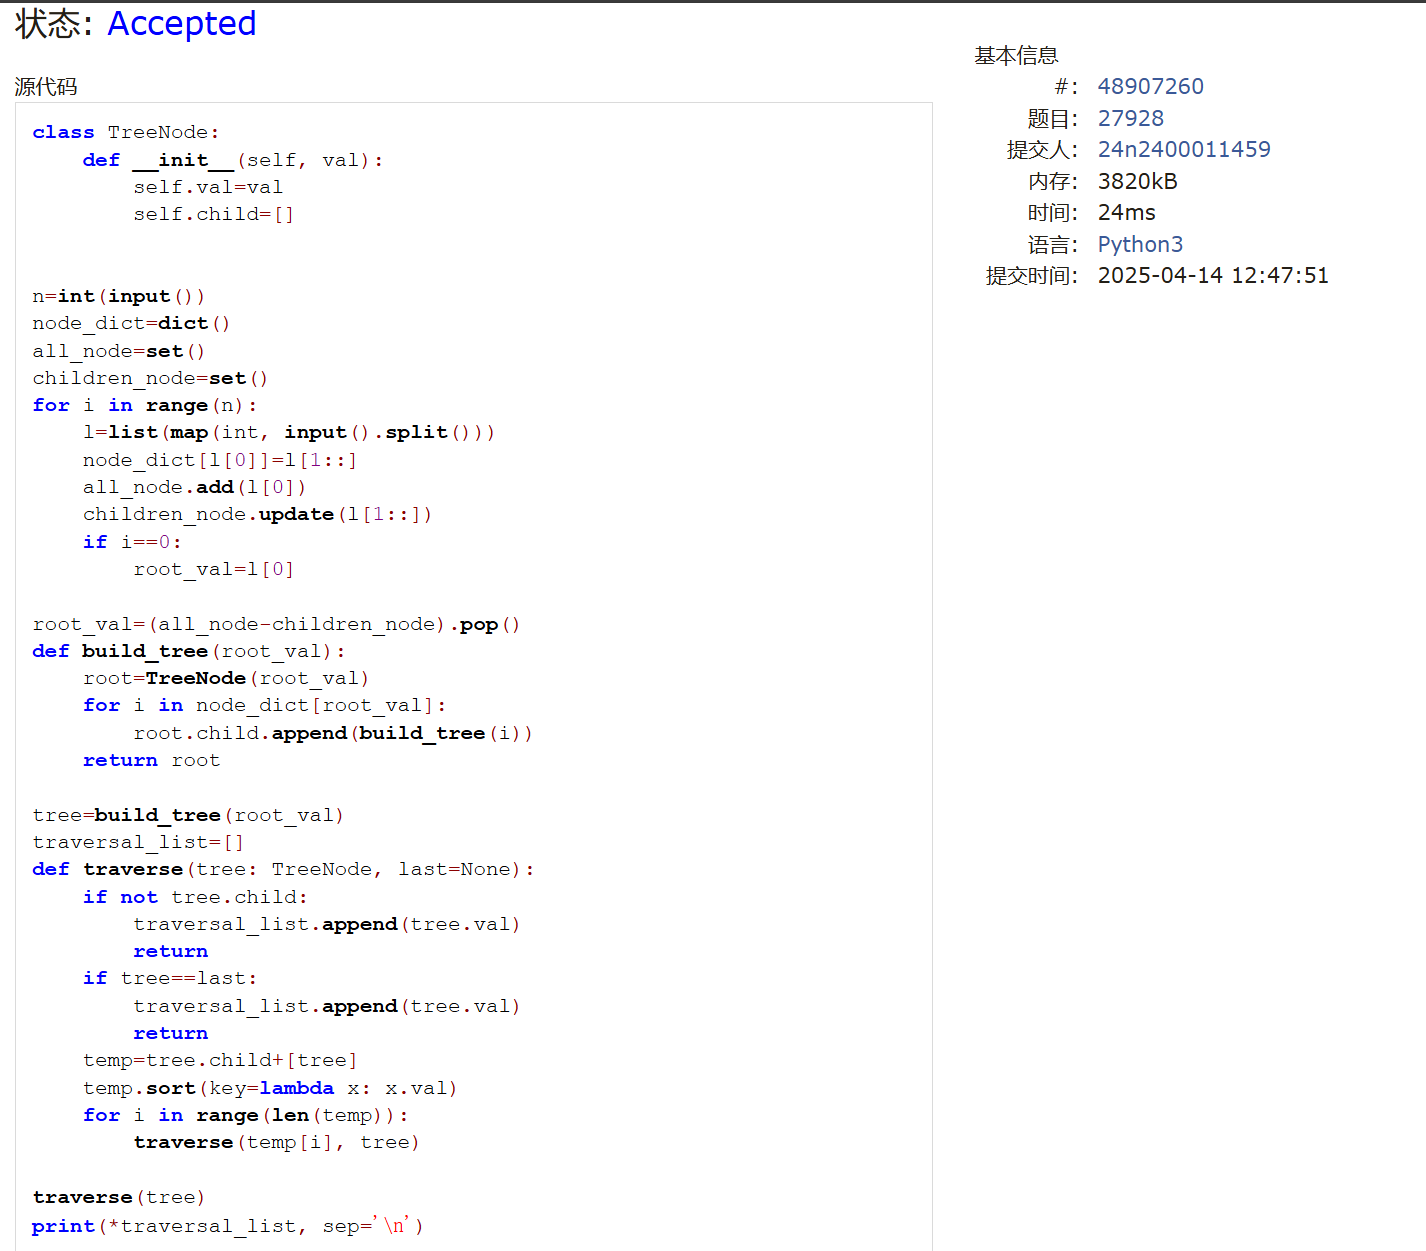 状态: Accepted
源代码
class TreeNode:
    def __init__(self, val):
        self.val=val
        self.child=[]
n=int(input())
node_dict=dict()
all_node=set()
children_node=set()
for i in range(n):
    l=list(map(int, input().split()))
    node_dict[l[0]]=l[1::]
    all_node.add(l[0])
    children_node.update(l[1::])
    if i==0:
        root_val=l[0]
root_val=(all_node-children_node).pop()
def build_tree(root_val):
    root=TreeNode(root_val)
    for i in node_dict[root_val]:
        root.child.append(build_tree(i))
    return root
tree=build_tree(root_val)
traversal_list=[]
def traverse(tree: TreeNode, last=None):
    if not tree.child:
        traversal_list.append(tree.val)
        return
    if tree==last:
        traversal_list.append(tree.val)
        return
    temp=tree.child+[tree]
    temp.sort(key=lambda x: x.val)
    for i in range(len(temp)):
        traverse(temp[i], tree)
traverse(tree)
print(*traversal_list, sep='\n')
基本信息
#: 48907260
题目: 27928
提交人: 24n2400011459
内存: 3820kB
时间: 24ms
语言: Python3
提交时间: 2025-04-14 12:47:51